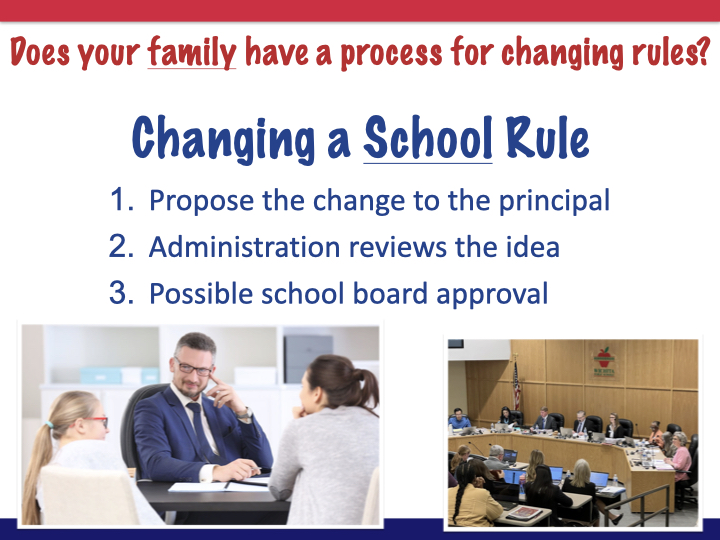 Does your family have a process for changing rules?
Changing a School Rule
1. Propose the change to the principal
2. Administration reviews the idea
3. Possible school board approval